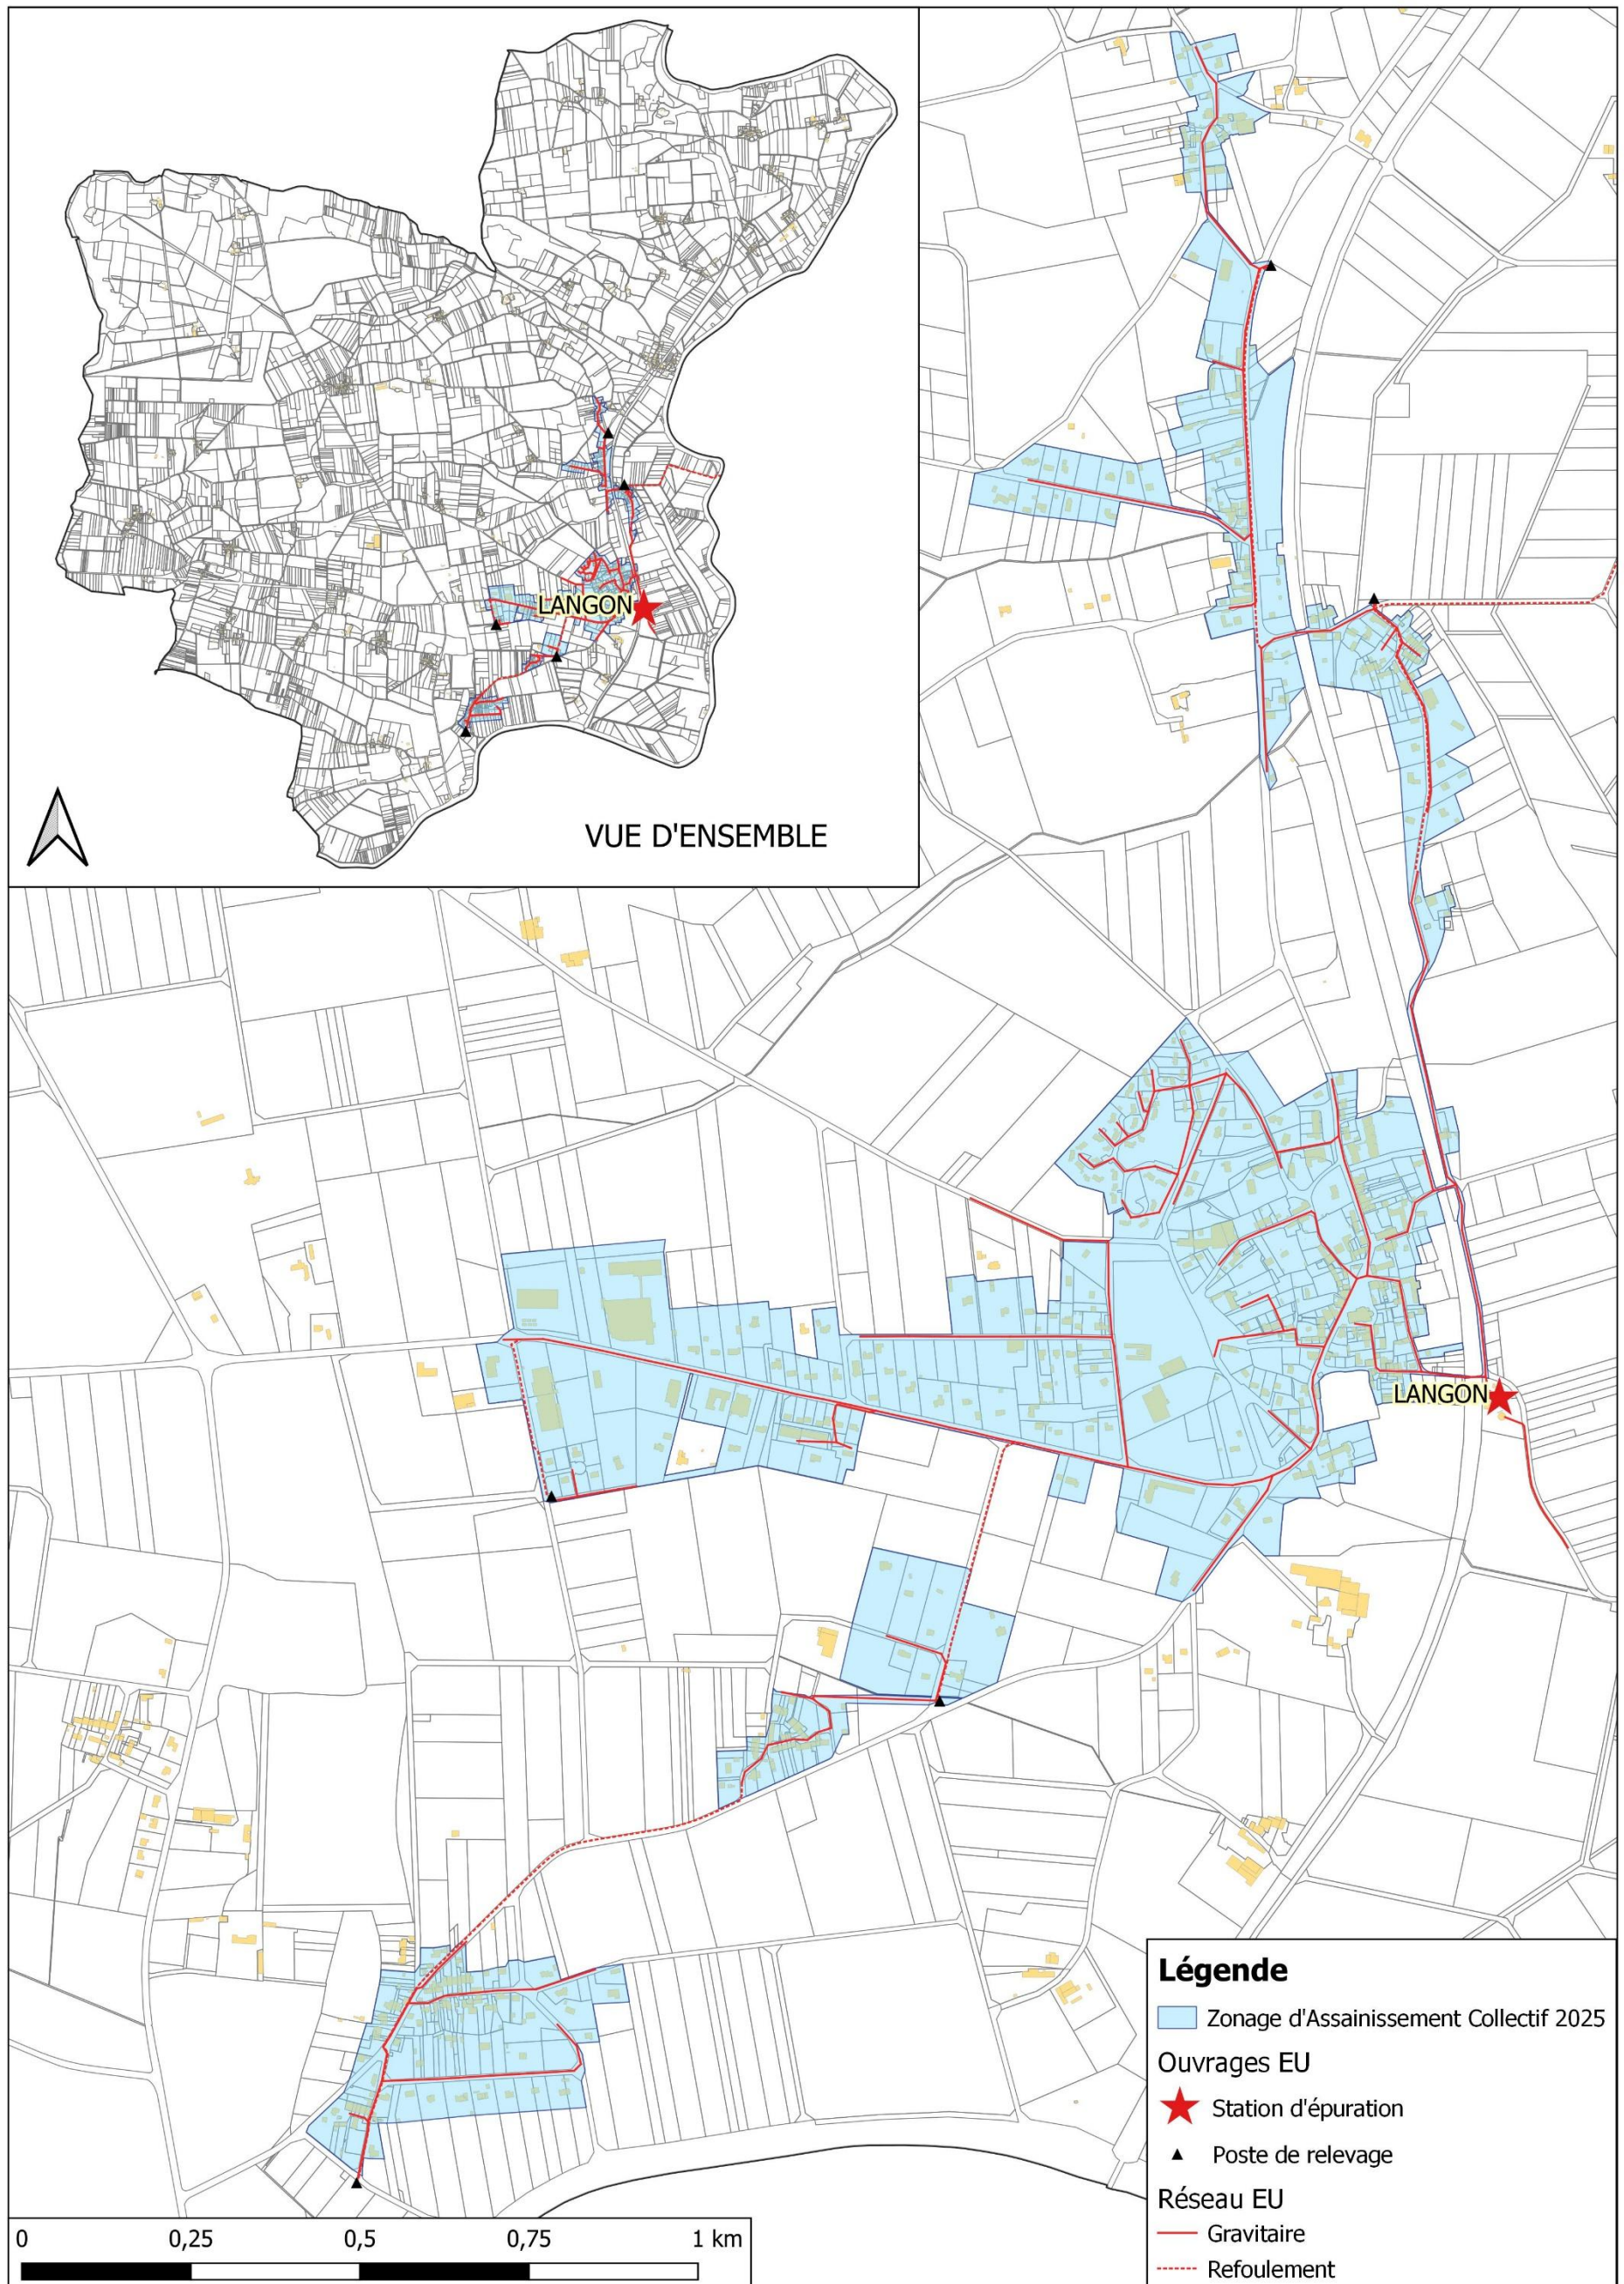 LANGON
VUE D'ENSEMBLE
LANGON
Légende
Zonage d'Assainissement Collectif 2025
Ouvrages EU
Station d'épuration
Poste de relevage
Réseau EU
Gravitaire
Refoulement
0 0,25 0,5 0,75 1 km